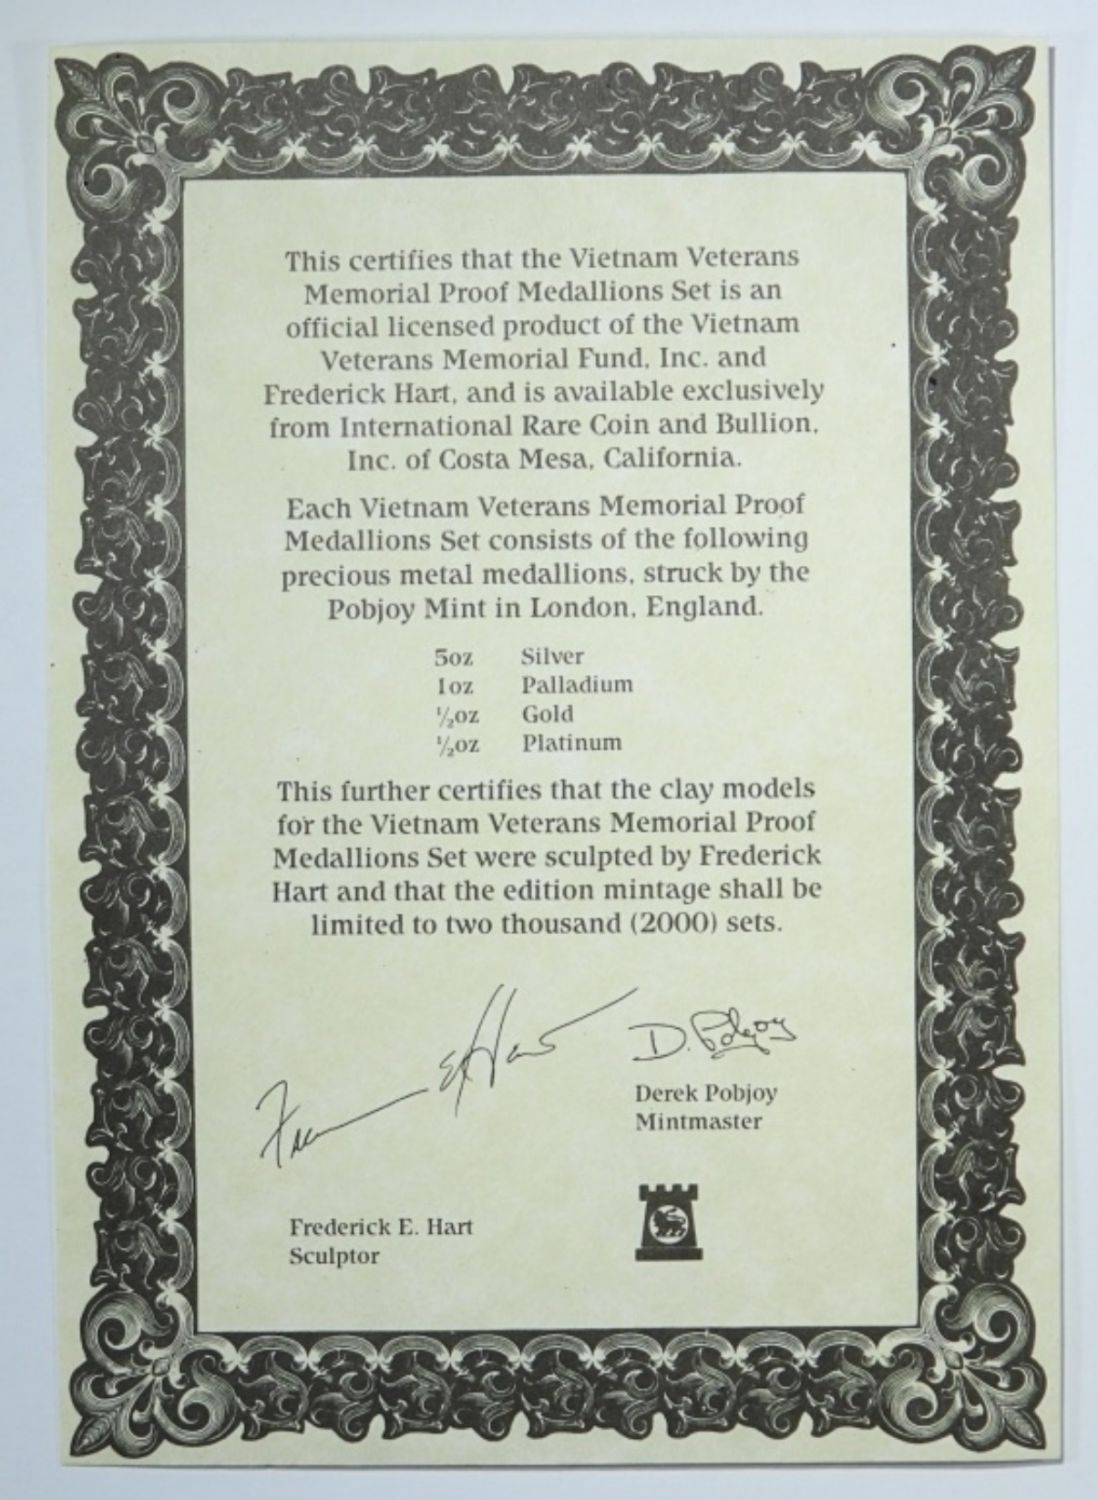 This certifies that the Vietnam Veterans
Memorial Proof Medallions Set is an
official licensed product of the Vietnam
Veterans Memorial Fund, Inc. and
Frederick Hart, and is available exclusively
from International Rare Coin and Bullion,
Inc. of Costa Mesa, California.
Each Vietnam Veterans Memorial Proof
Medallions Set consists of the following
precious metal medallions, struck by the
Pobjoy Mint in London, England.
5oz Silver
1oz Palladium
½oz Gold
½oz Platinum
This further certifies that the clay models
for the Vietnam Veterans Memorial Proof
Medallions Set were sculpted by Frederick
Hart and that the edition mintage shall be
limited to two thousand (2000) sets.
D. Pobjoy
Derek Pobjoy
Mintmaster
Frederick E. Hart
Sculptor